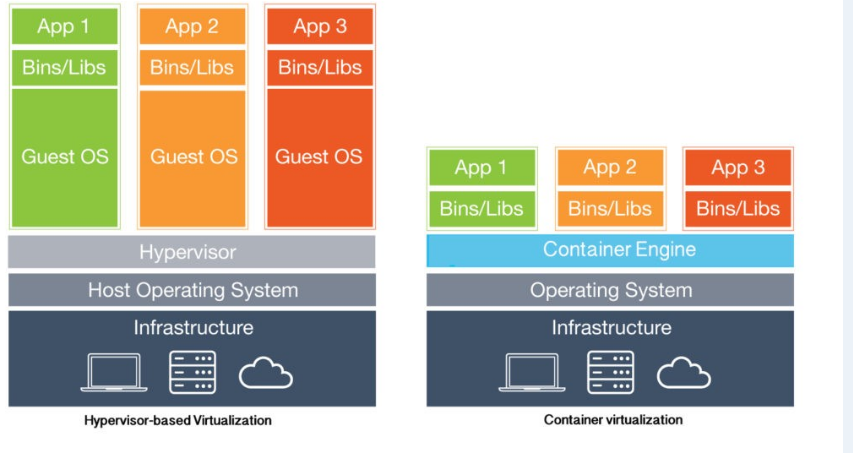 App 1
App 2
App 3
Bins/Libs
Bins/Libs
Bins/Libs
Guest OS
Guest OS
Guest OS
Hypervisor
Host Operating System
Infrastructure
Hypervisor-based Virtualization
App 1
App 2
App 3
Bins/Libs
Bins/Libs
Bins/Libs
Container Engine
Operating System
Infrastructure
Container virtualization